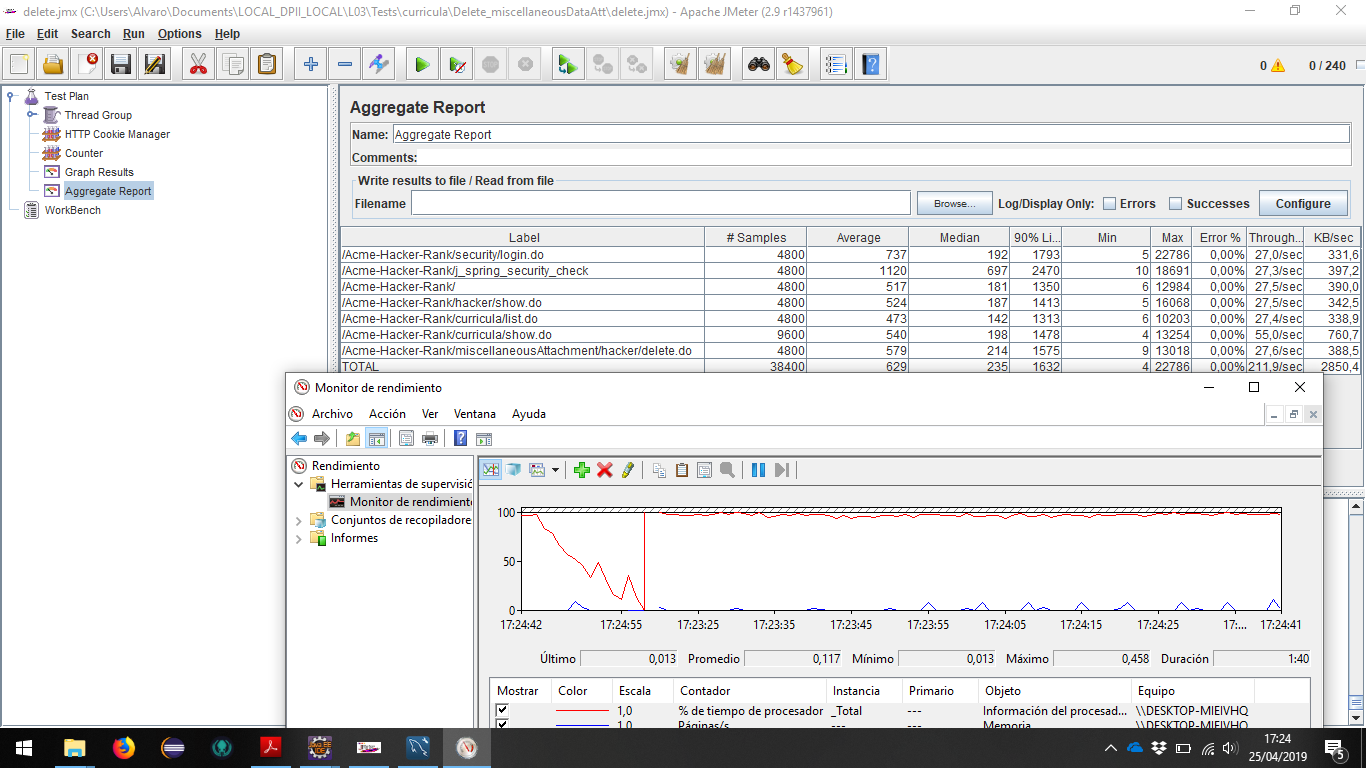 delete.jmx (C:\Users\Alvaro\Documents\LOCAL_DPII_LOCAL\L03\Tests\curricula\Delete_miscellaneousDataAtt\delete.jmx) - Apache JMeter (2.9 r1437961)
File Edit Search Run Options Help
0 0 / 240
Test Plan
Thread Group
HTTP Cookie Manager
Counter
Graph Results
Aggregate Report
WorkBench
Aggregate Report
Name: Aggregate Report
Comments:
Write results to file / Read from file
Filename Browse... Log/Display Only: Errors Successes Configure
Label # Samples Average Median 90% Li... Min Max Error % Through... KB/sec
/Acme-Hacker-Rank/security/login.do 4800 737 192 1793 5 22786 0,00% 27,0/sec 331,6
/Acme-Hacker-Rank/j_spring_security_check 4800 1120 697 2470 10 18691 0,00% 27,3/sec 397,2
/Acme-Hacker-Rank/ 4800 517 181 1350 6 12984 0,00% 27,5/sec 390,0
/Acme-Hacker-Rank/hacker/show.do 4800 524 187 1413 5 16068 0,00% 27,5/sec 342,5
/Acme-Hacker-Rank/curricula/list.do 4800 473 142 1313 6 10203 0,00% 27,4/sec 338,9
/Acme-Hacker-Rank/curricula/show.do 9600 540 198 1478 4 13254 0,00% 55,0/sec 760,7
/Acme-Hacker-Rank/miscellaneousAttachment/hacker/delete.do 4800 579 214 1575 9 13018 0,00% 27,6/sec 388,5
TOTAL 38400 629 235 1632 4 22786 0,00% 211,9/sec 2850,4
Monitor de rendimiento
Archivo Acción Ver Ventana Ayuda
Rendimiento
Herramientas de supervisió
Monitor de rendimiento
Conjuntos de recopiladore
Informes
100
50
0
17:24:42 17:24:55 17:23:25 17:23:35 17:23:45 17:23:55 17:24:05 17:24:15 17:24:25 17:... 17:24:41
Último 0,013 Promedio 0,117 Mínimo 0,013 Máximo 0,458 Duración 1:40
Mostrar Color Escala Contador Instancia Primario Objeto Equipo
1,0 % de tiempo de procesador _Total --- Información del procesad... \\DESKTOP-MIEIVHQ
1,0 Páginas/s --- --- Memoria \\DESKTOP-MIEIVHQ
17:24
25/04/2019
5